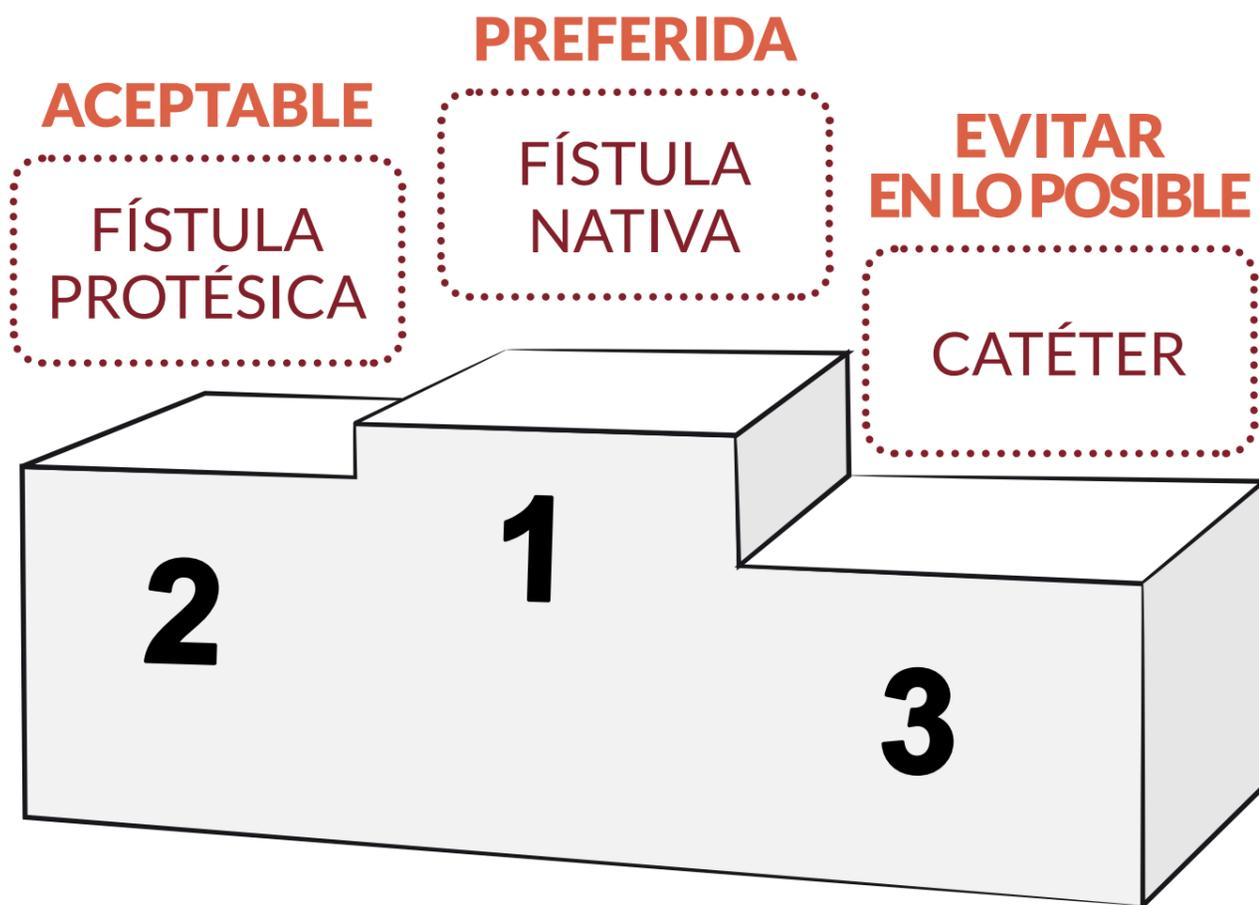 ACEPTABLE
FÍSTULA
PROTÉSICA
2
PREFERIDA
FÍSTULA
NATIVA
1
EVITAR
EN LO POSIBLE
CATÉTER
3